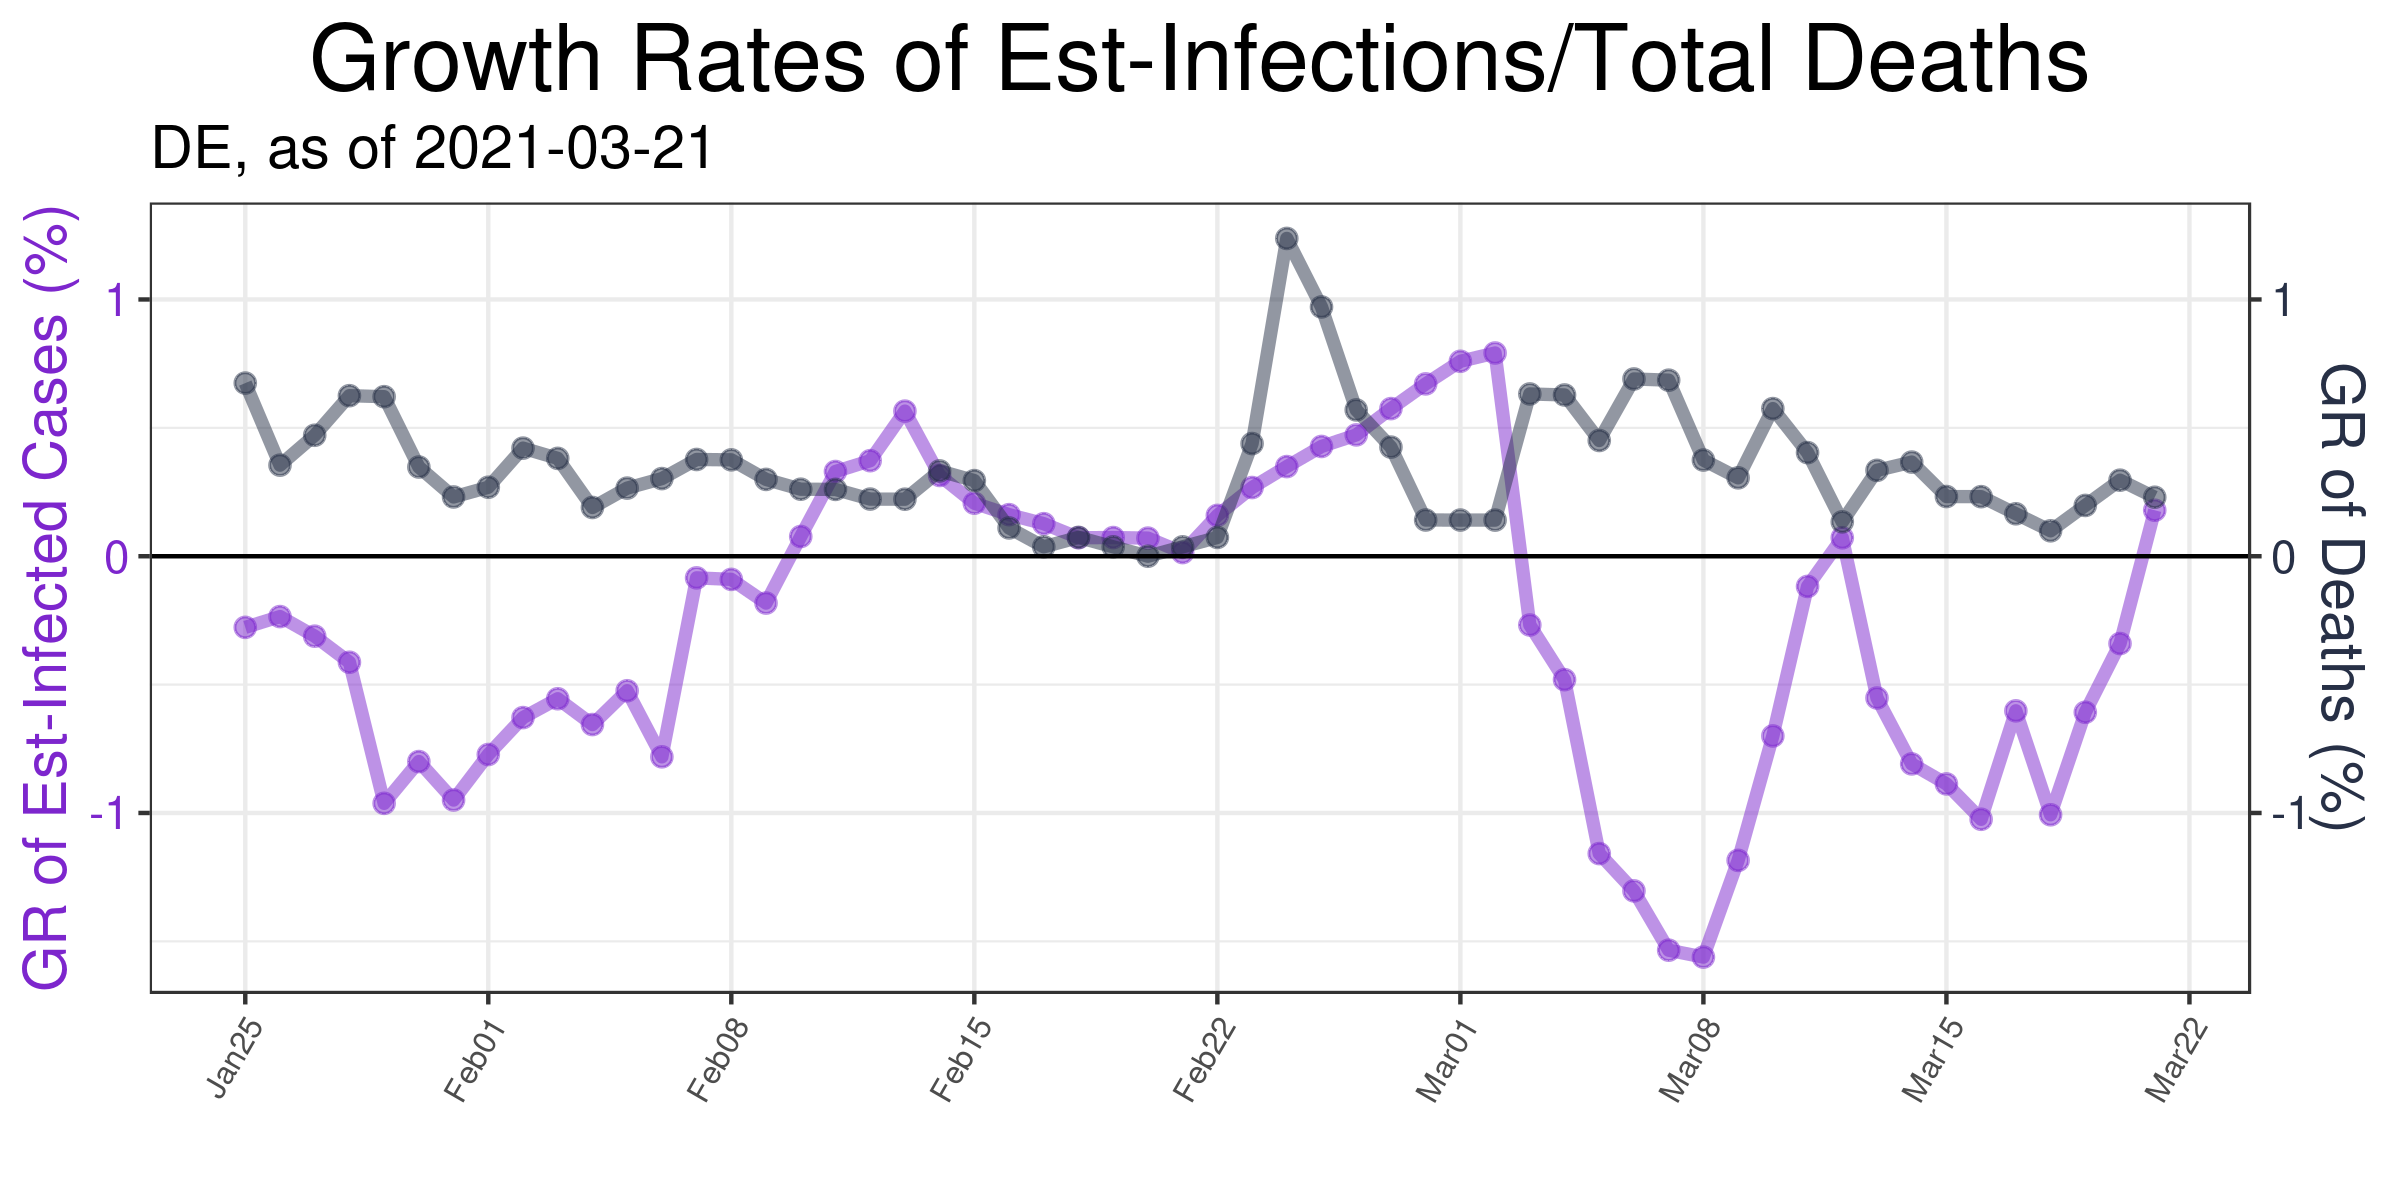 Growth Rates of Est-Infections/Total Deaths
DE, as of 2021-03-21
GR of Est-Infected Cases (%)
1
0
-1
1
0
-1
GR of Deaths (%)
Jan25
Feb01
Feb08
Feb15
Feb22
Mar01
Mar08
Mar15
Mar22